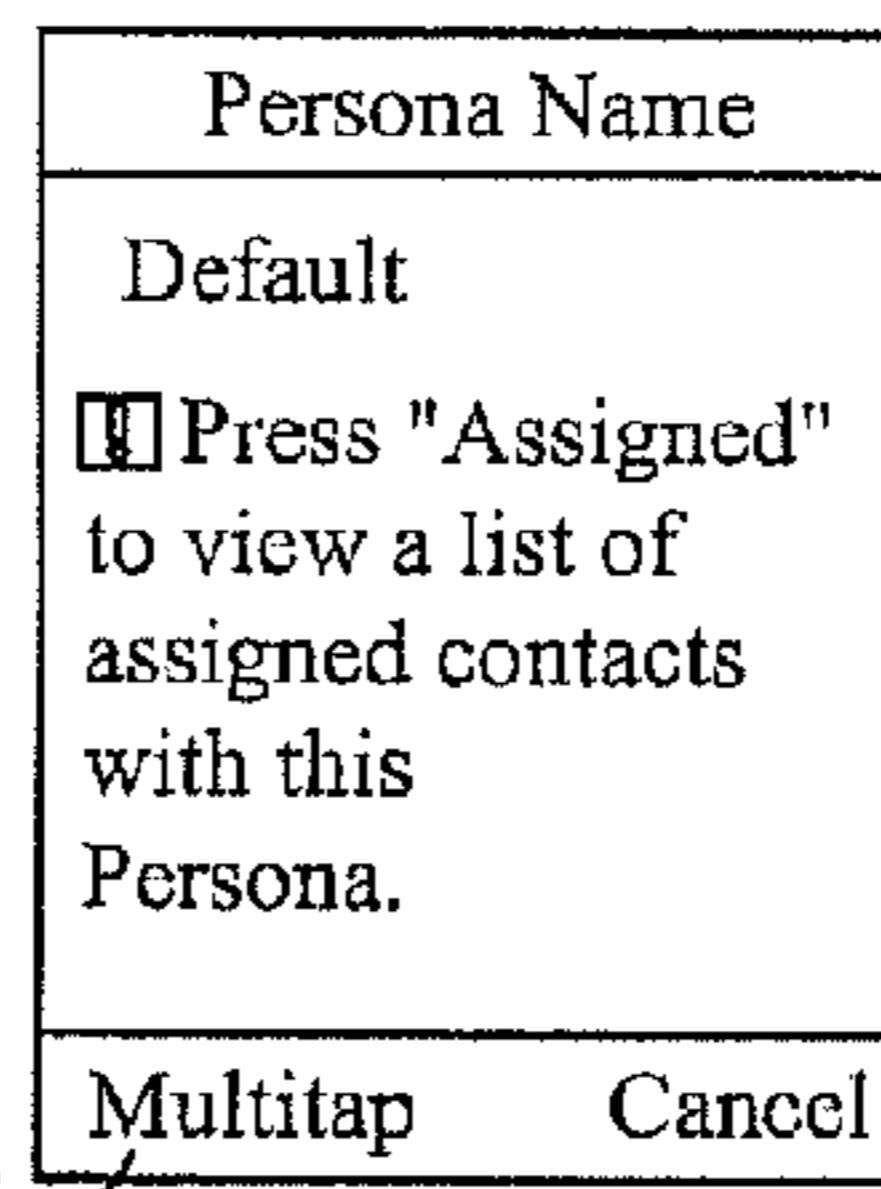 Persona Name
Default
Press "Assigned"
to view a list of
assigned contacts
with this
Persona.
Multitap Cancel